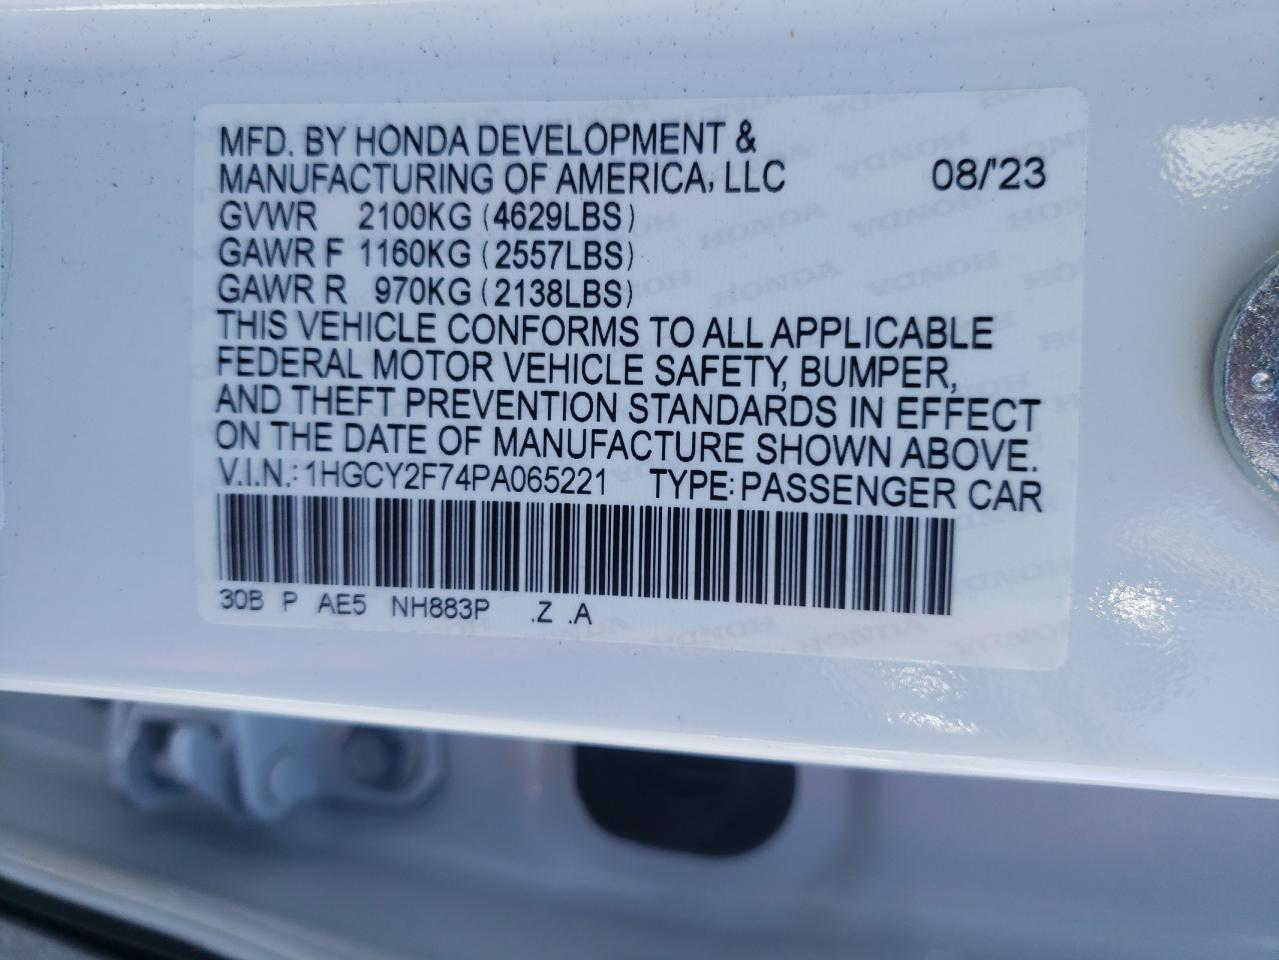 MFD. BY HONDA DEVELOPMENT &
MANUFACTURING OF AMERICA, LLC 08/'23
GVWR 2100KG (4629LBS)
GAWR F 1160KG (2557LBS)
GAWR R 970KG (2138LBS)
THIS VEHICLE CONFORMS TO ALL APPLICABLE
FEDERAL MOTOR VEHICLE SAFETY, BUMPER,
AND THEFT PREVENTION STANDARDS IN EFFECT
ON THE DATE OF MANUFACTURE SHOWN ABOVE.
V.I.N.: 1HGCY2F74PA065221 TYPE: PASSENGER CAR
30B P AE5 NH883P .Z .A